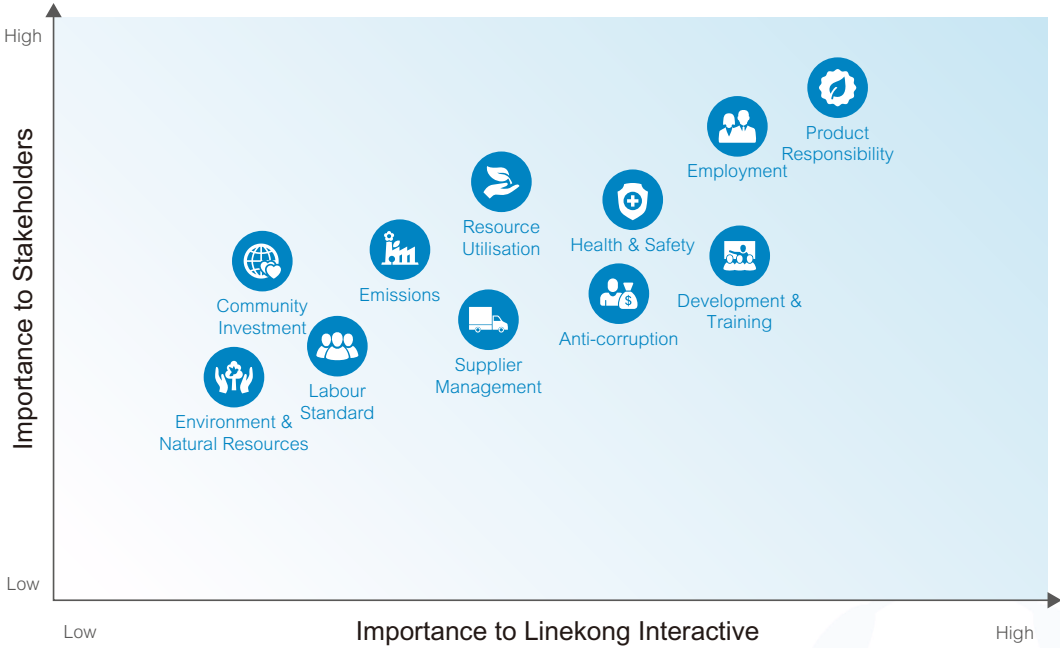 High
Importance to Stakeholders
Product
Responsibility
Employment
Resource
Utilisation
Health & Safety
Community
Investment
Emissions
Development &
Training
Anti-corruption
$
Supplier
Management
Labour
Standard
Environment &
Natural Resources
Low
Low
Importance to Linekong Interactive
High